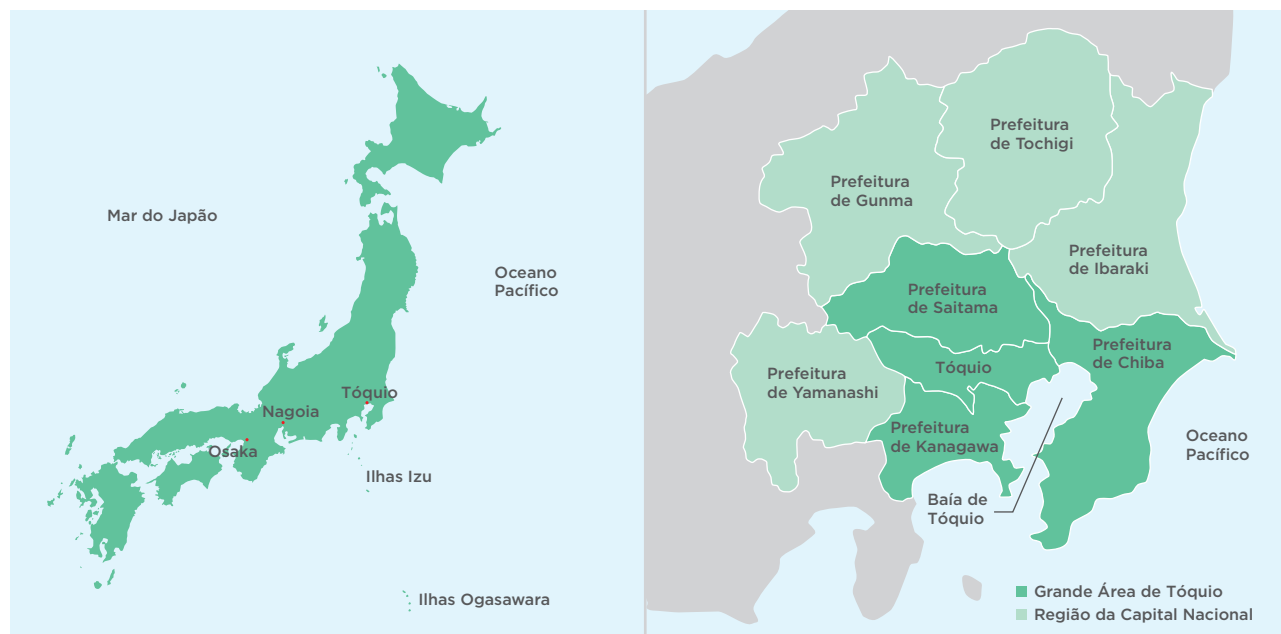 Mar do Japão
Oceano
Pacífico
Tóquio
Nagoia
Osaka
Ilhas Izu
Ilhas Ogasawara
Prefeitura
de Tochigi
Prefeitura
de Gunma
Prefeitura
de Ibaraki
Prefeitura
de Saitama
Prefeitura
de Chiba
Tóquio
Prefeitura
de Yamanashi
Prefeitura
de Kanagawa
Oceano
Pacífico
Baía de
Tóquio
Grande Área de Tóquio
Região da Capital Nacional